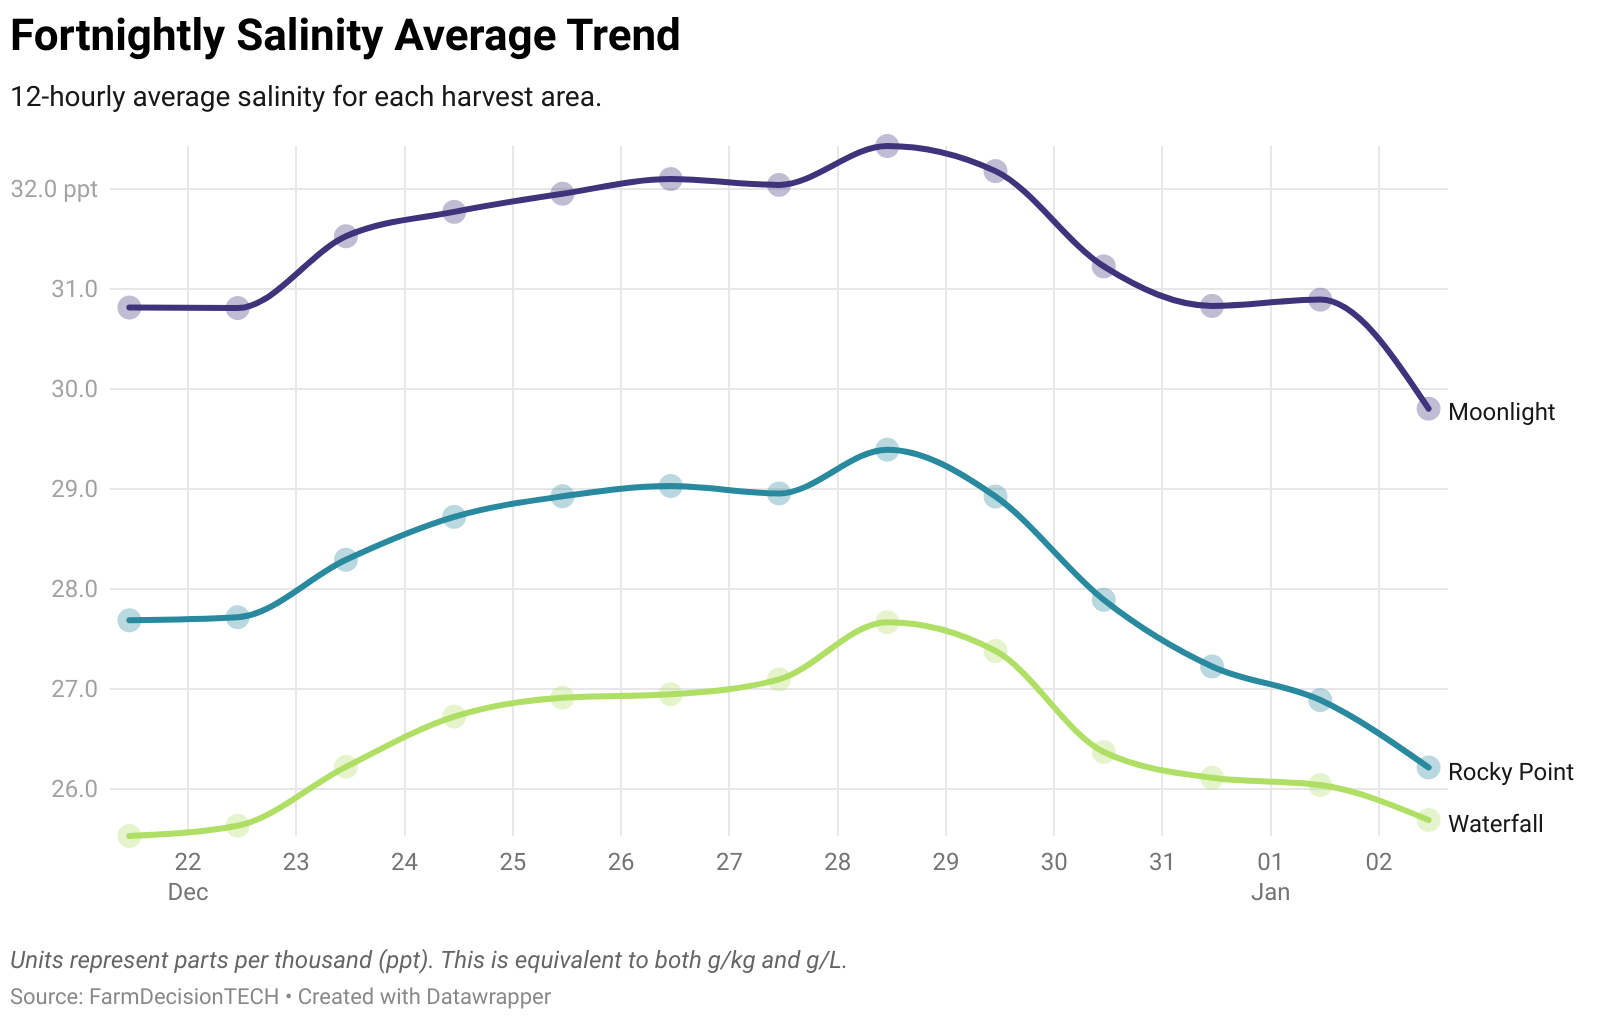 Fortnightly Salinity Average Trend
12-hourly average salinity for each harvest area.
32.0 ppt
31.0
30.0
Moonlight
29.0
28.0
27.0
Rocky Point
26.0
Waterfall
22 23 24 25 26 27 28 29 30 31 01 02
Dec Jan
Units represent parts per thousand (ppt). This is equivalent to both g/kg and g/L.
Source: FarmDecisionTECH • Created with Datawrapper